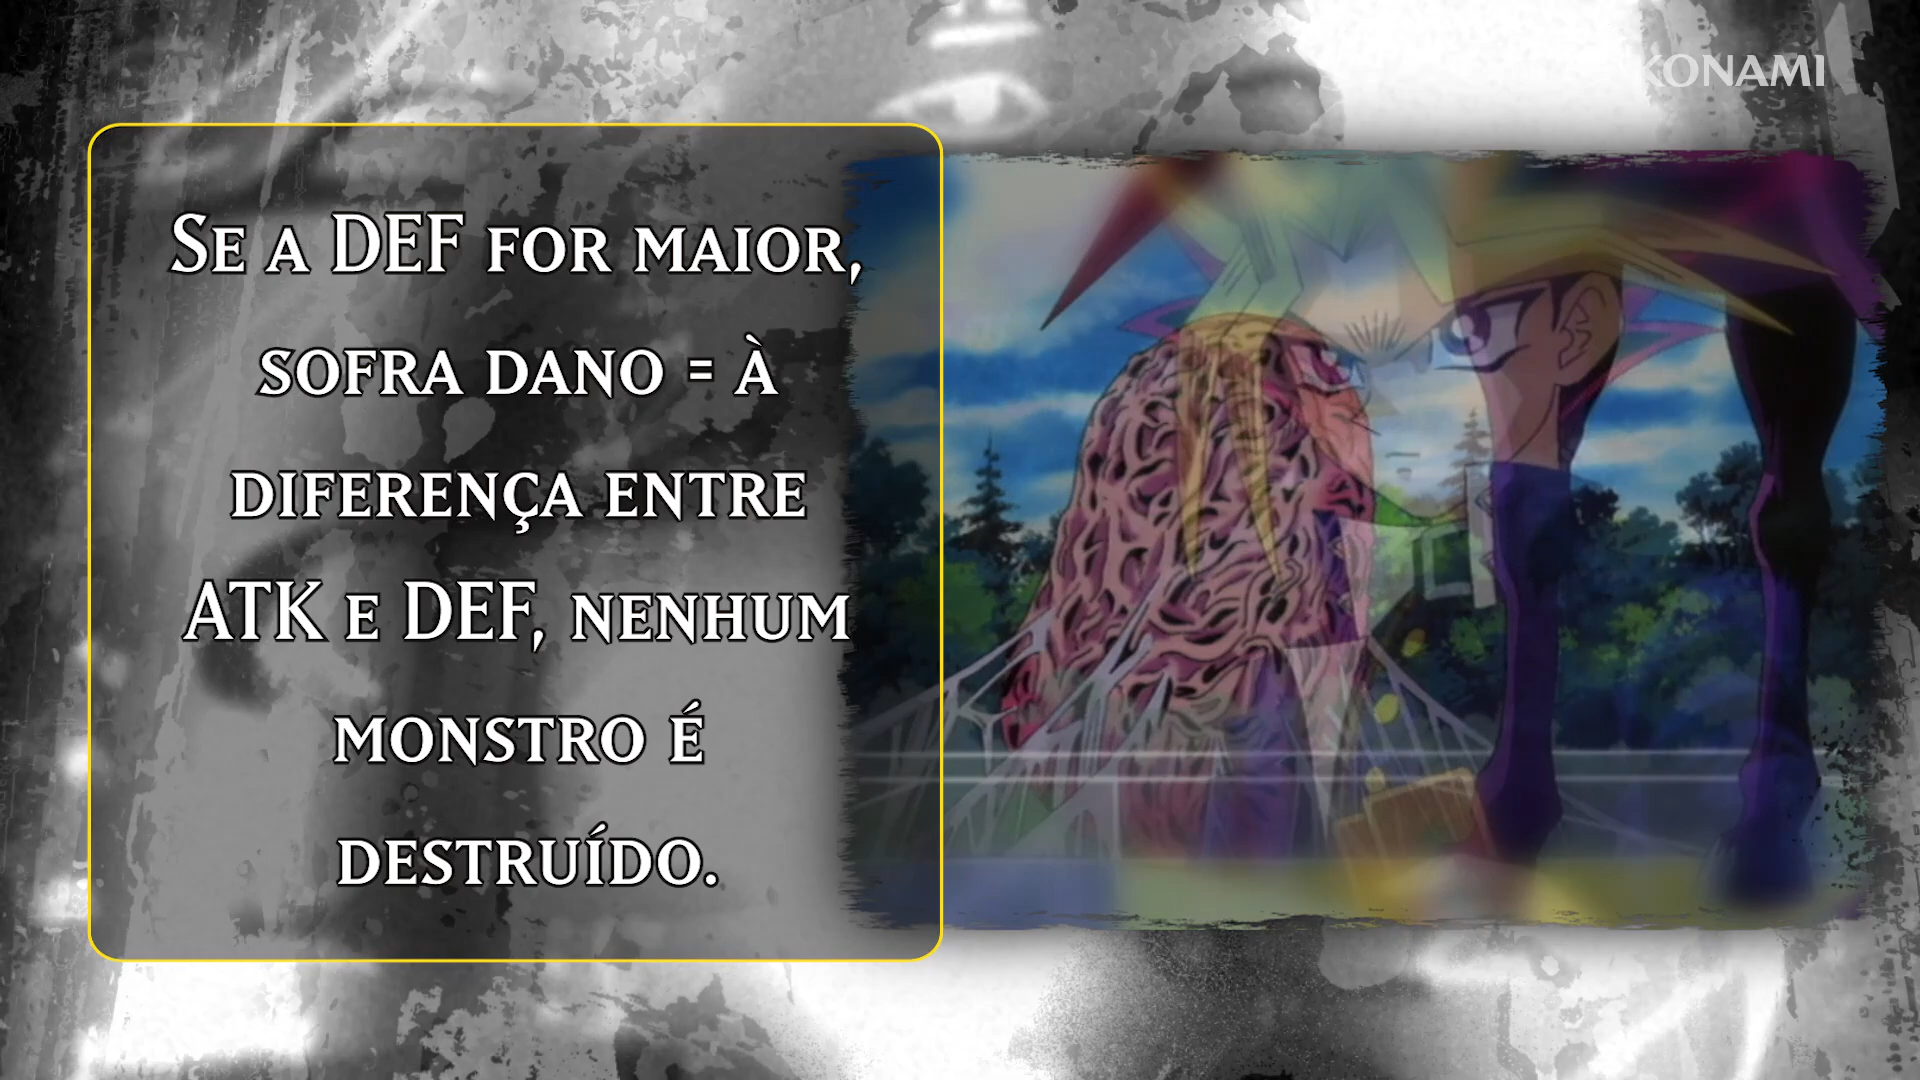 KONAMI
Se a DEF for maior,
sofra dano = à
diferença entre
ATK e DEF, nenhum
monstro é
destruído.